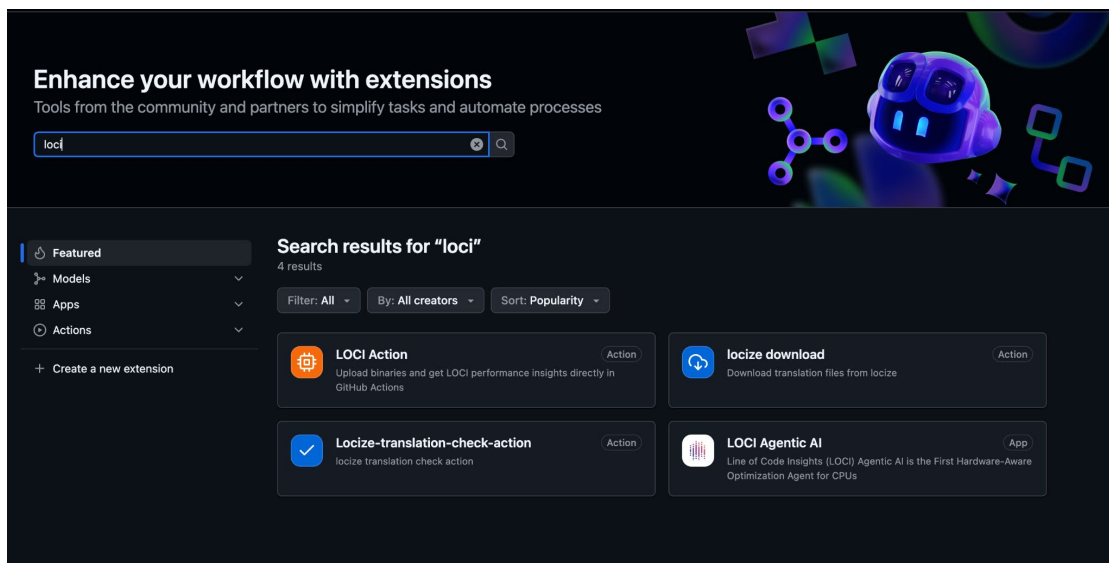 Enhance your workflow with extensions
Tools from the community and partners to simplify tasks and automate processes
loci
Featured
Models
Apps
Actions
Create a new extension
Search results for “loci”
4 results
Filter: All
By: All creators
Sort: Popularity
LOCI Action
Action
Upload binaries and get LOCI performance insights directly in
GitHub Actions
locize download
Action
Download translation files from locize
Locize-translation-check-action
Action
locize translation check action
LOCI Agentic AI
App
Line of Code Insights (LOCI) Agentic AI is the First Hardware-Aware
Optimization Agent for CPUs